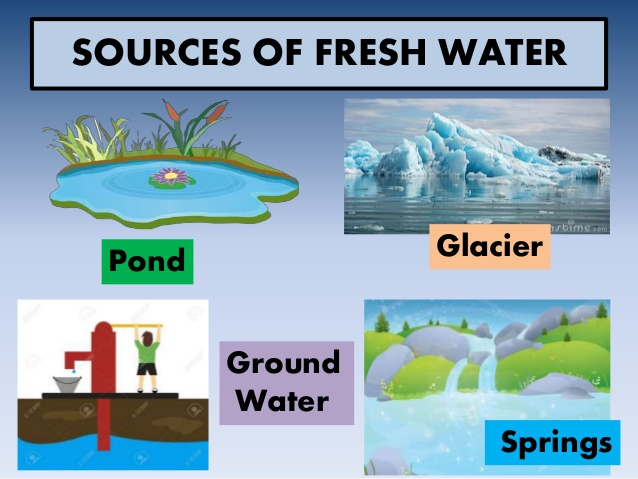 SOURCES OF FRESH WATER
Pond
Glacier
Ground
Water
Springs